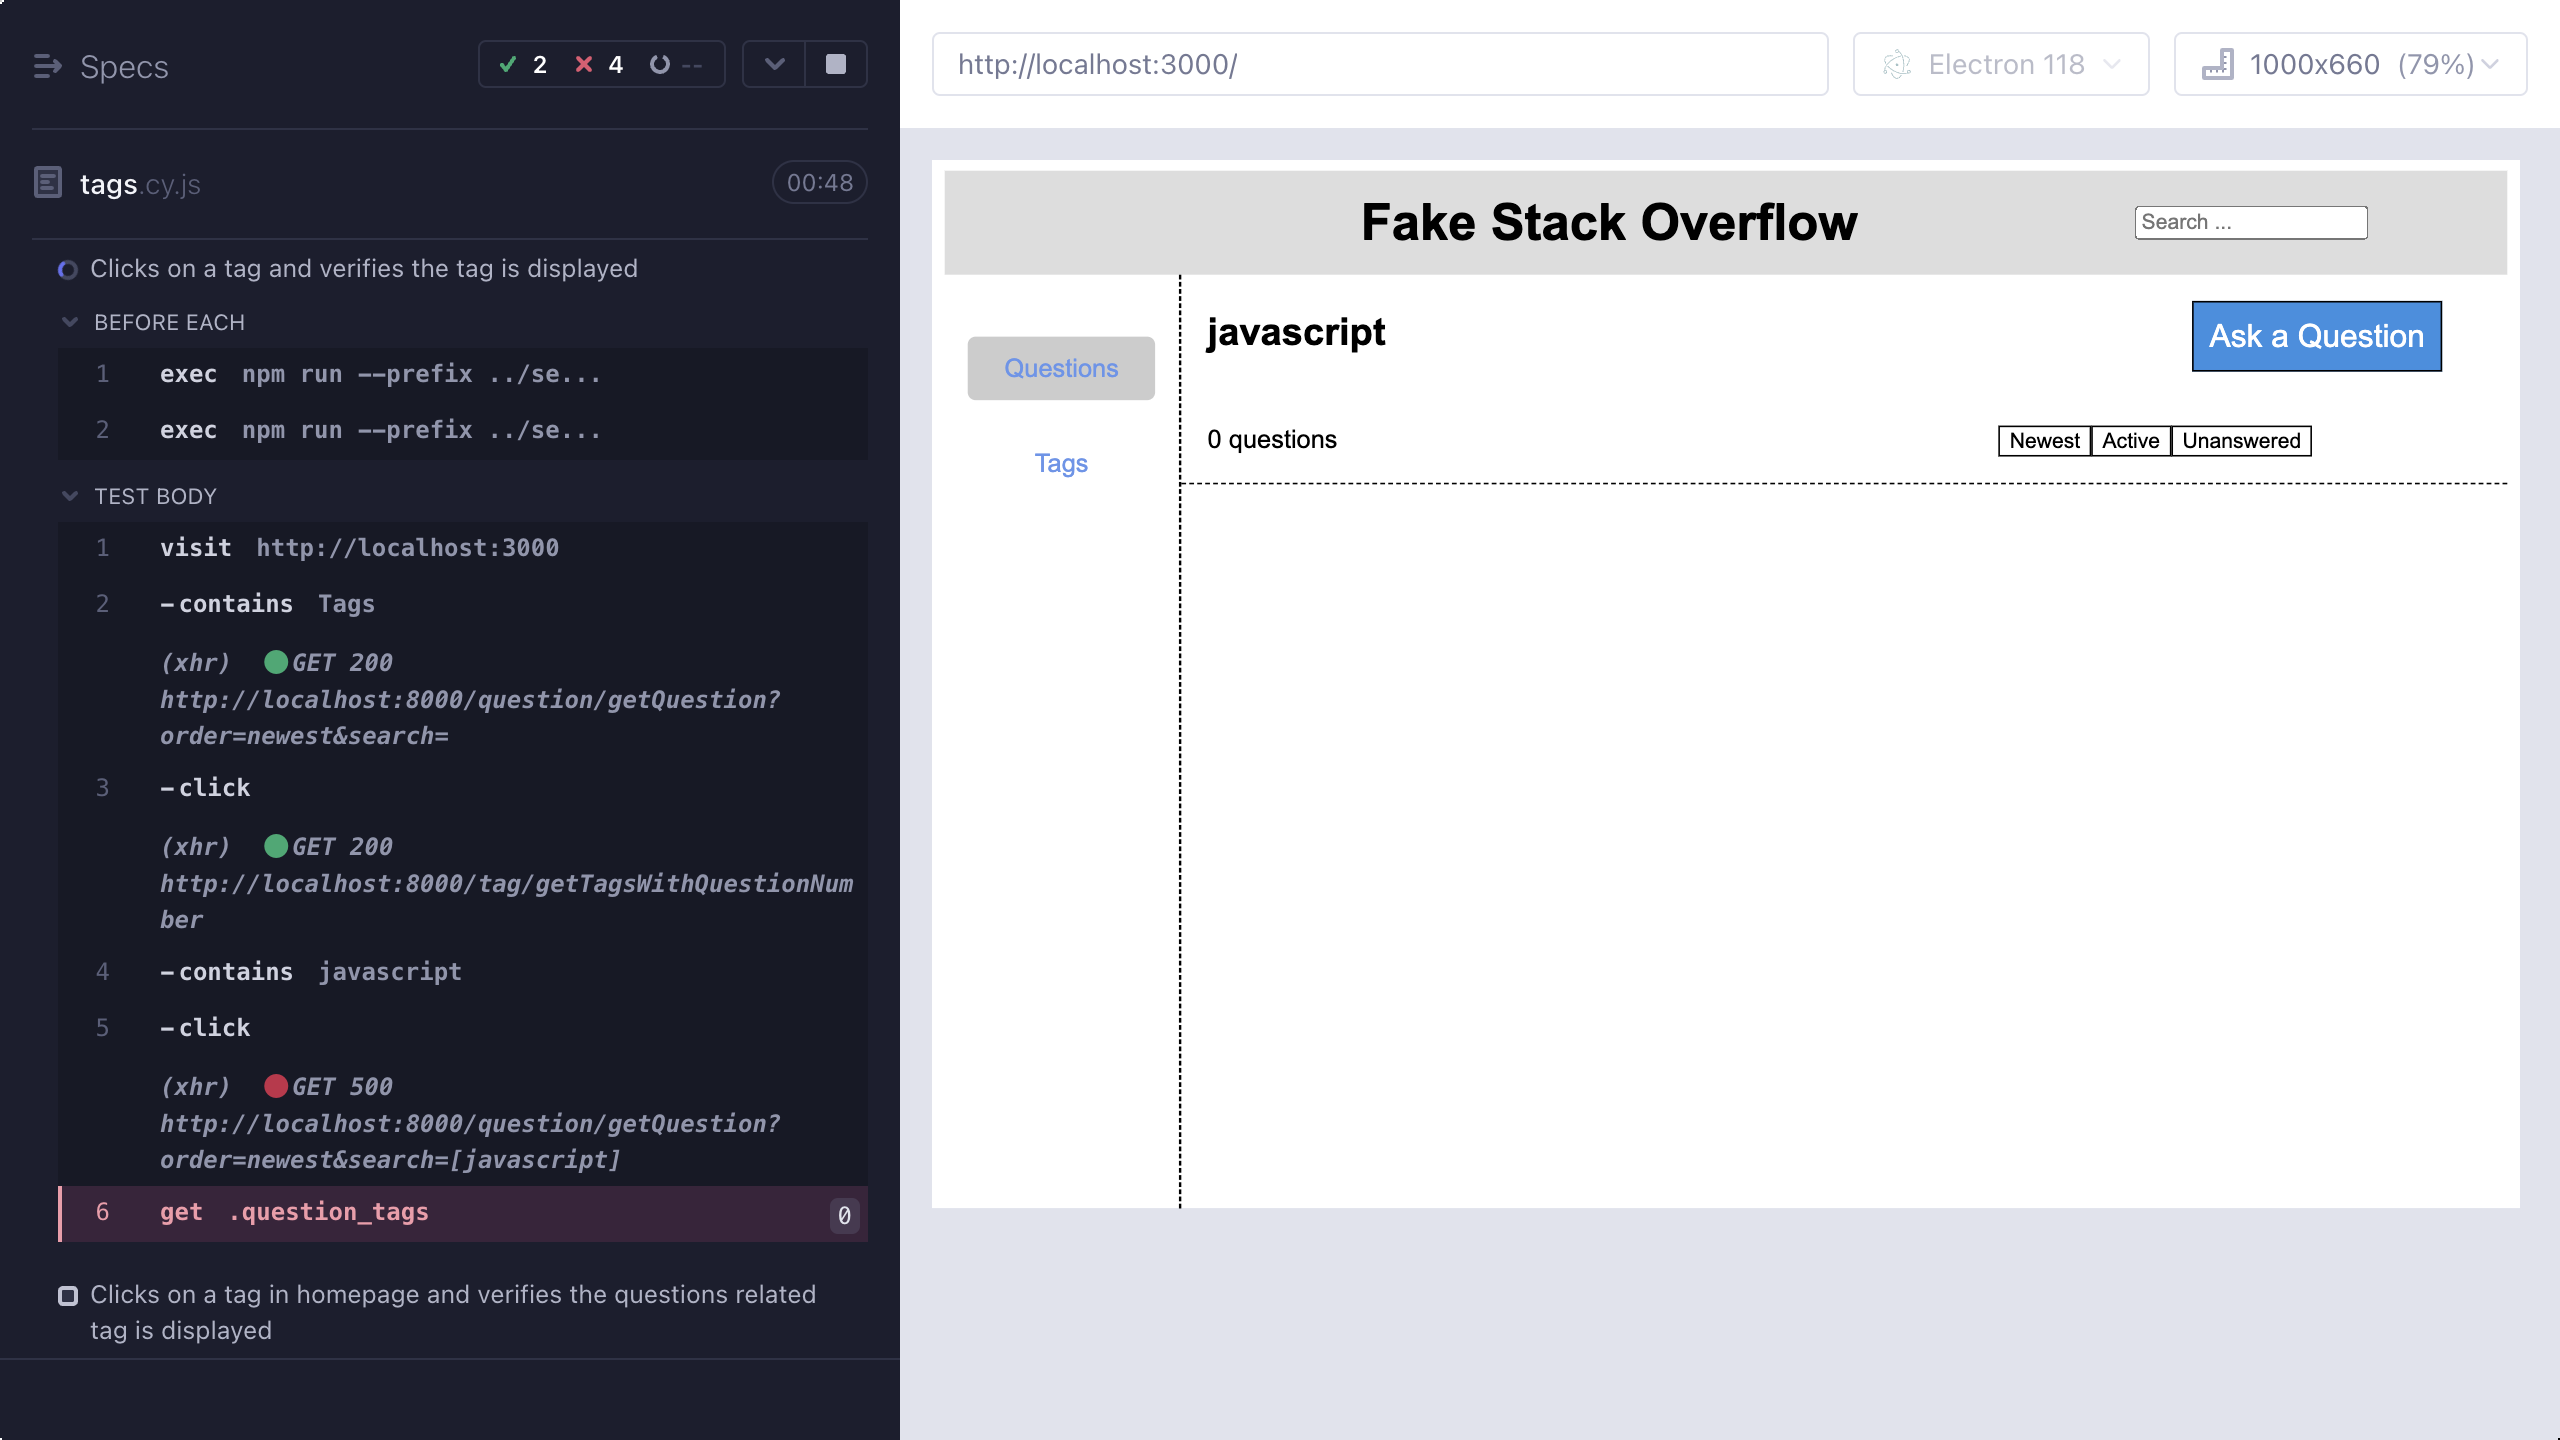 Specs
2
4
--
tags.cy.js
00:48
Clicks on a tag and verifies the tag is displayed
BEFORE EACH
1 exec npm run --prefix ../se...
2 exec npm run --prefix ../se...
TEST BODY
1 visit http://localhost:3000
2 -contains Tags
(xhr) GET 200
http://localhost:8000/question/getQuestion?
order=newest&search=
3 -click
(xhr) GET 200
http://localhost:8000/tag/getTagsWithQuestionNum
ber
4 -contains javascript
5 -click
(xhr) GET 500
http://localhost:8000/question/getQuestion?
order=newest&search=[javascript]
6 get .question_tags 0
Clicks on a tag in homepage and verifies the questions related
tag is displayed
http://localhost:3000/
Electron 118
1000x660 (79%)
Fake Stack Overflow
Search ...
Questions
Tags
javascript
Ask a Question
0 questions
Newest Active Unanswered